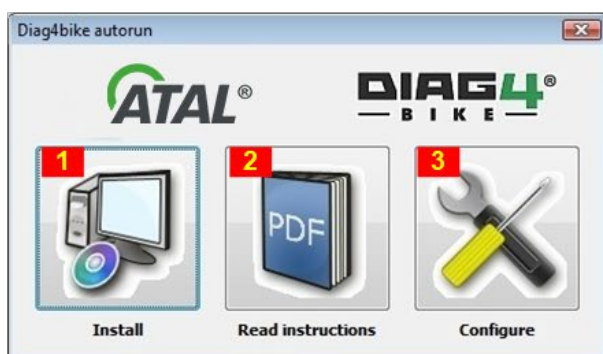 Diag4bike autorun
ATAL®
DIAG4®
BIKE
1
2
3
PDF
Install
Read instructions
Configure